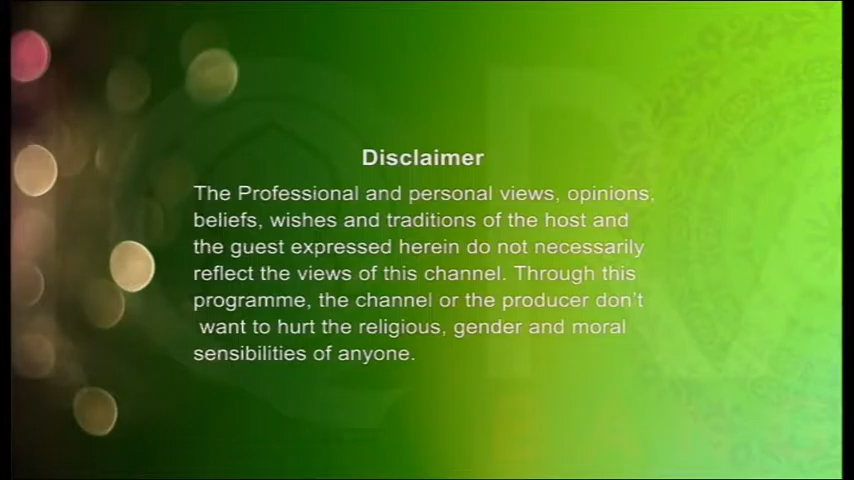 Disclaimer
The Professional and personal views, opinions,
beliefs, wishes and traditions of the host and
the guest expressed herein do not necessarily
reflect the views of this channel. Through this
programme, the channel or the producer don't
want to hurt the religious, gender and moral
sensibilities of anyone.